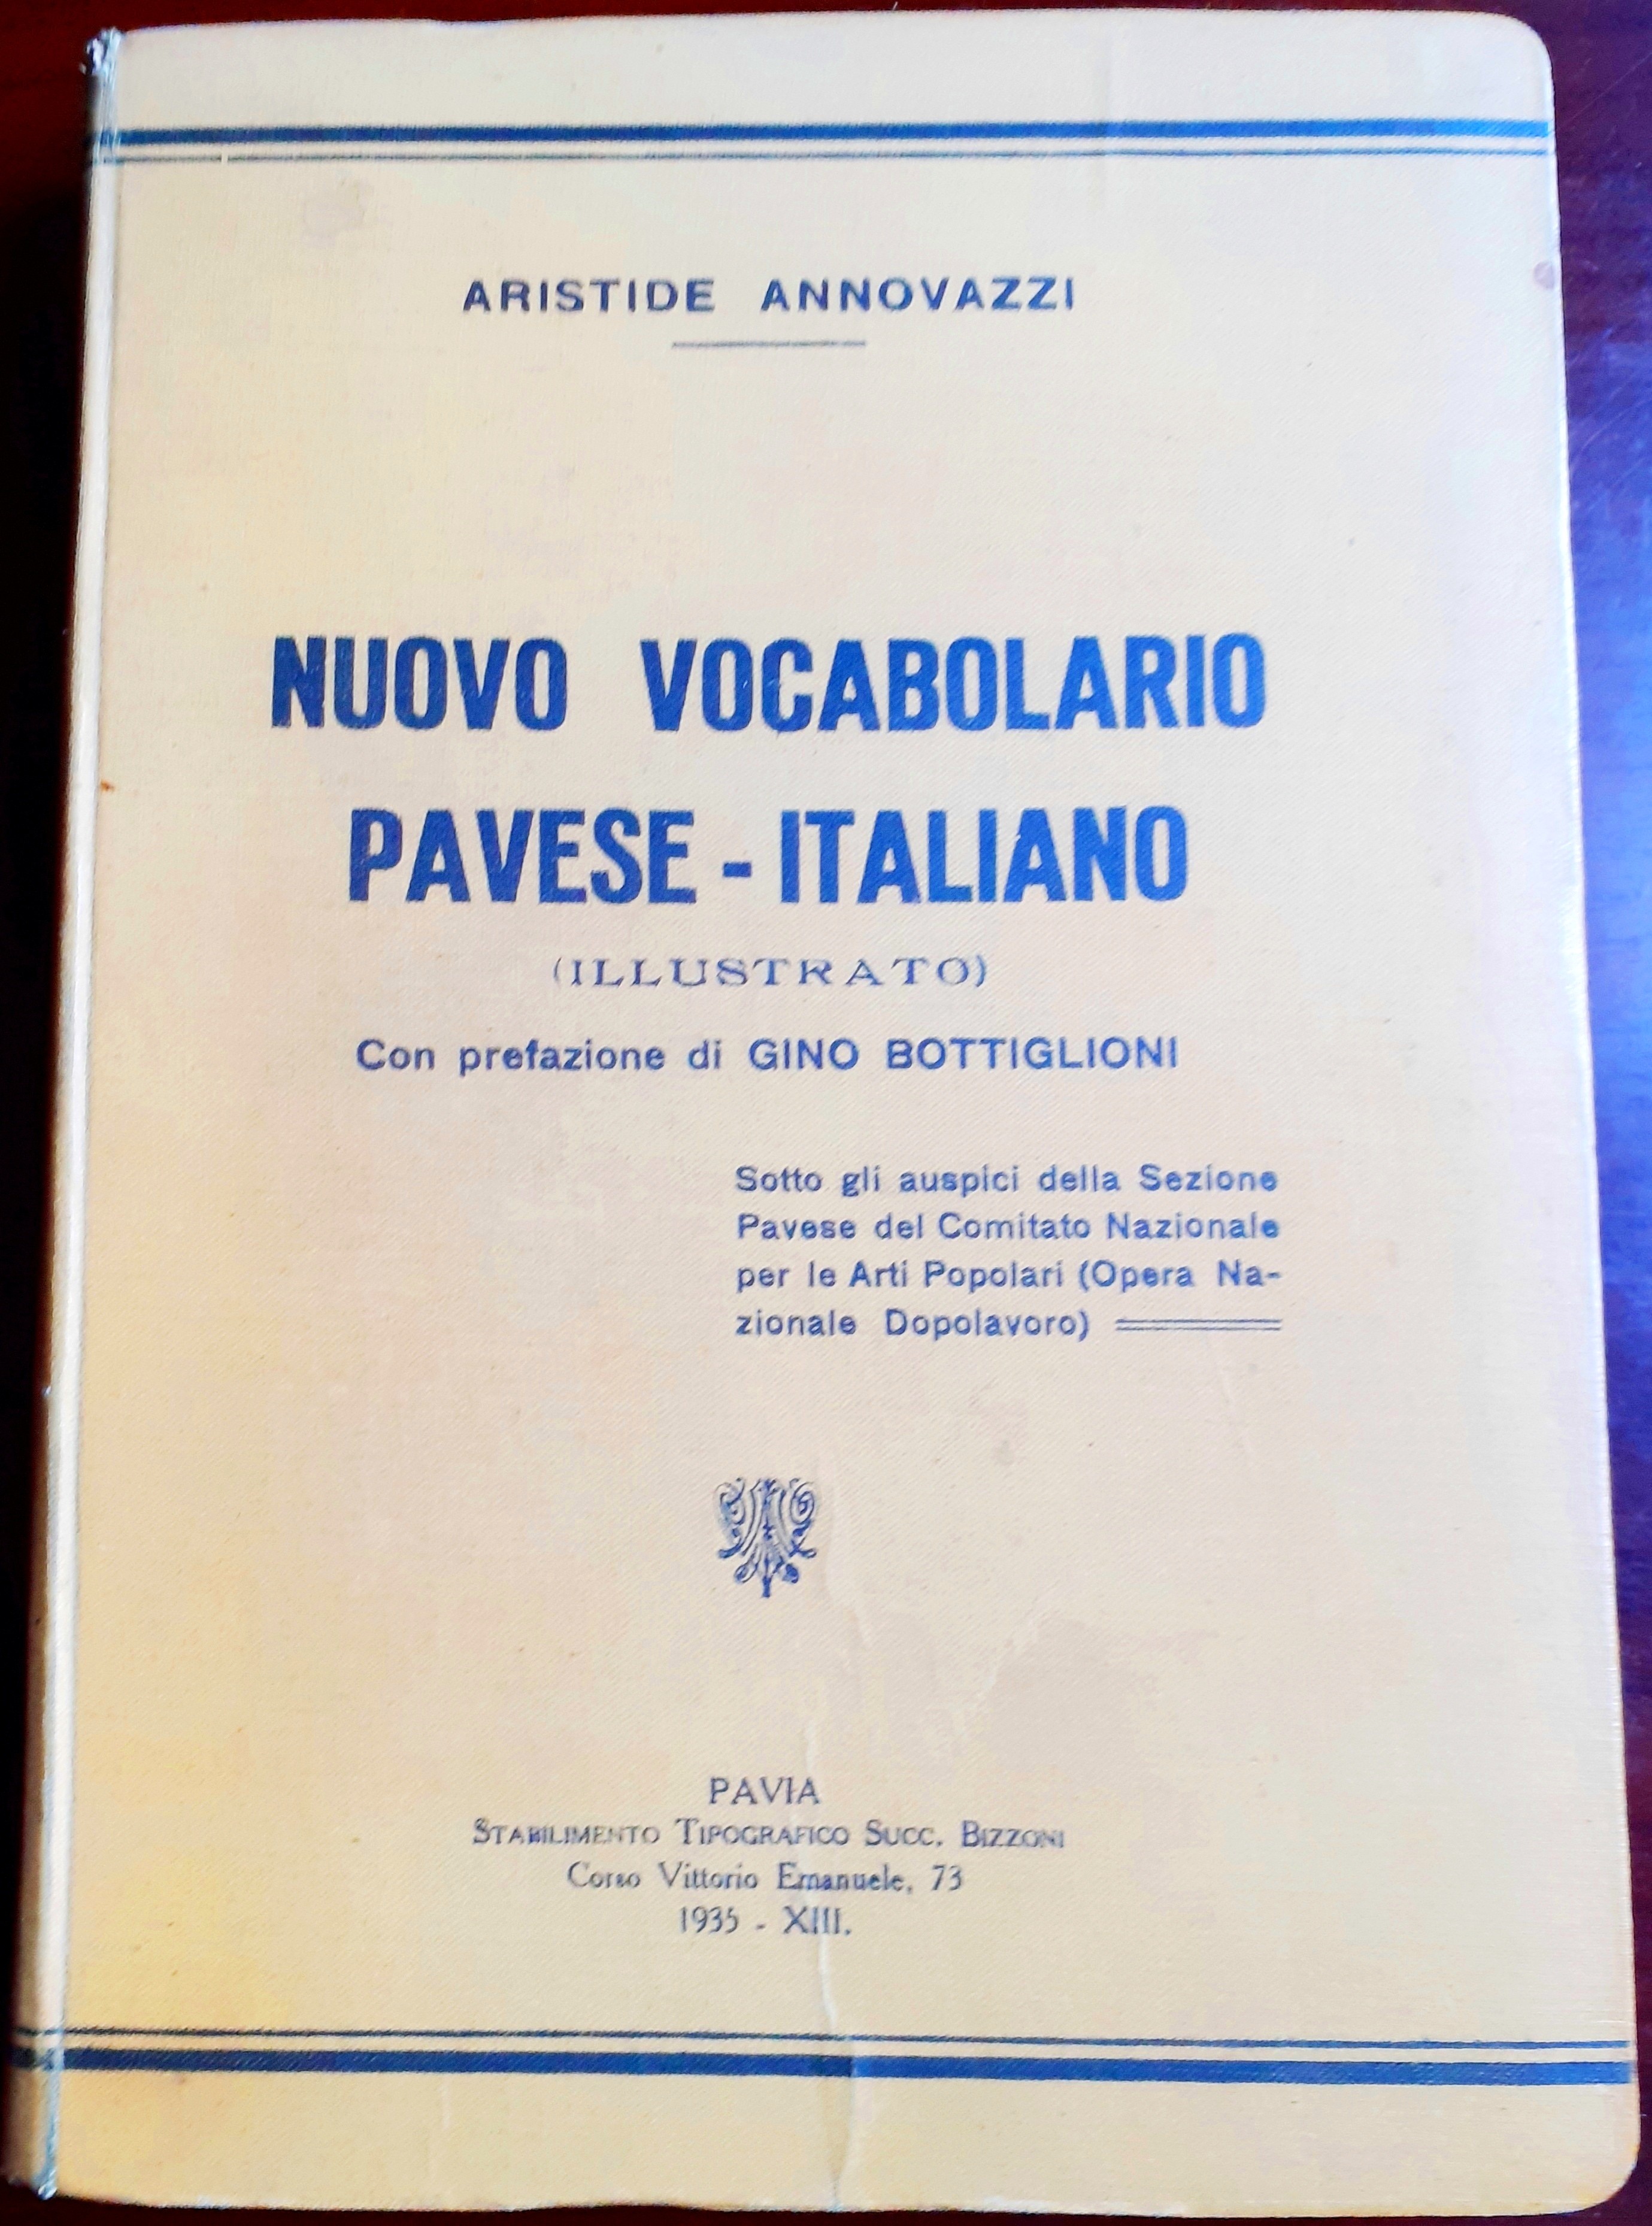 ARISTIDE ANNOVAZZI
NUOVO VOCABOLARIO
PAVESE - ITALIANO
(ILLUSTRATO)
Con prefazione di GINO BOTTIGLIONI
Sotto gli auspici della Sezione
Pavese del Comitato Nazionale
per le Arti Popolari (Opera Na-
zionale Dopolavoro)
PAVIA
STABILIMENTO TIPOGRAFICO SUCC. BIZZONI
Corso Vittorio Emanuele, 73
1935 - XIII.